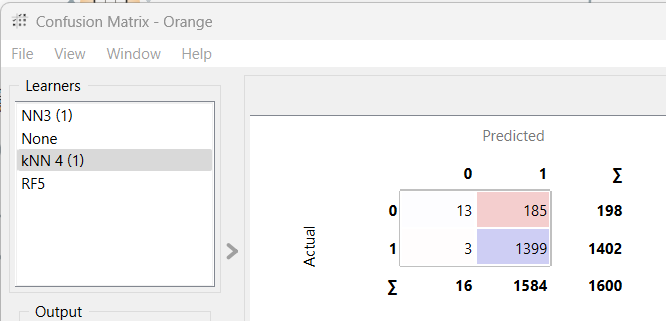 Confusion Matrix - Orange
File View Window Help
Learners
NN3 (1)
None
kNN 4 (1)
RF5
Output
Predicted
0 1 ∑
Actual
0 13 185 198
1 3 1399 1402
∑ 16 1584 1600